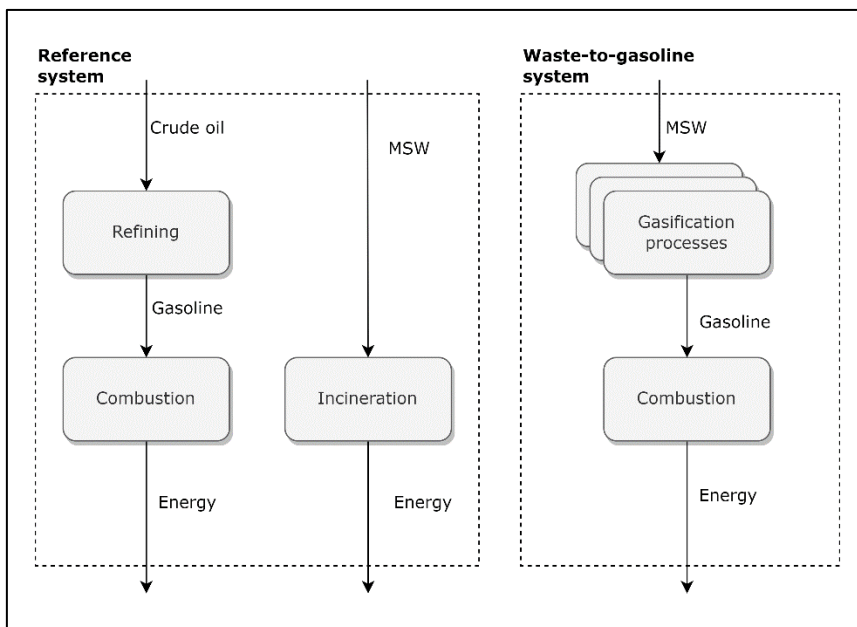 Reference
system
Crude oil
MSW
Refining
Gasoline
Combustion
Incineration
Energy
Energy
Waste-to-gasoline
system
MSW
Gasification
processes
Gasoline
Combustion
Energy